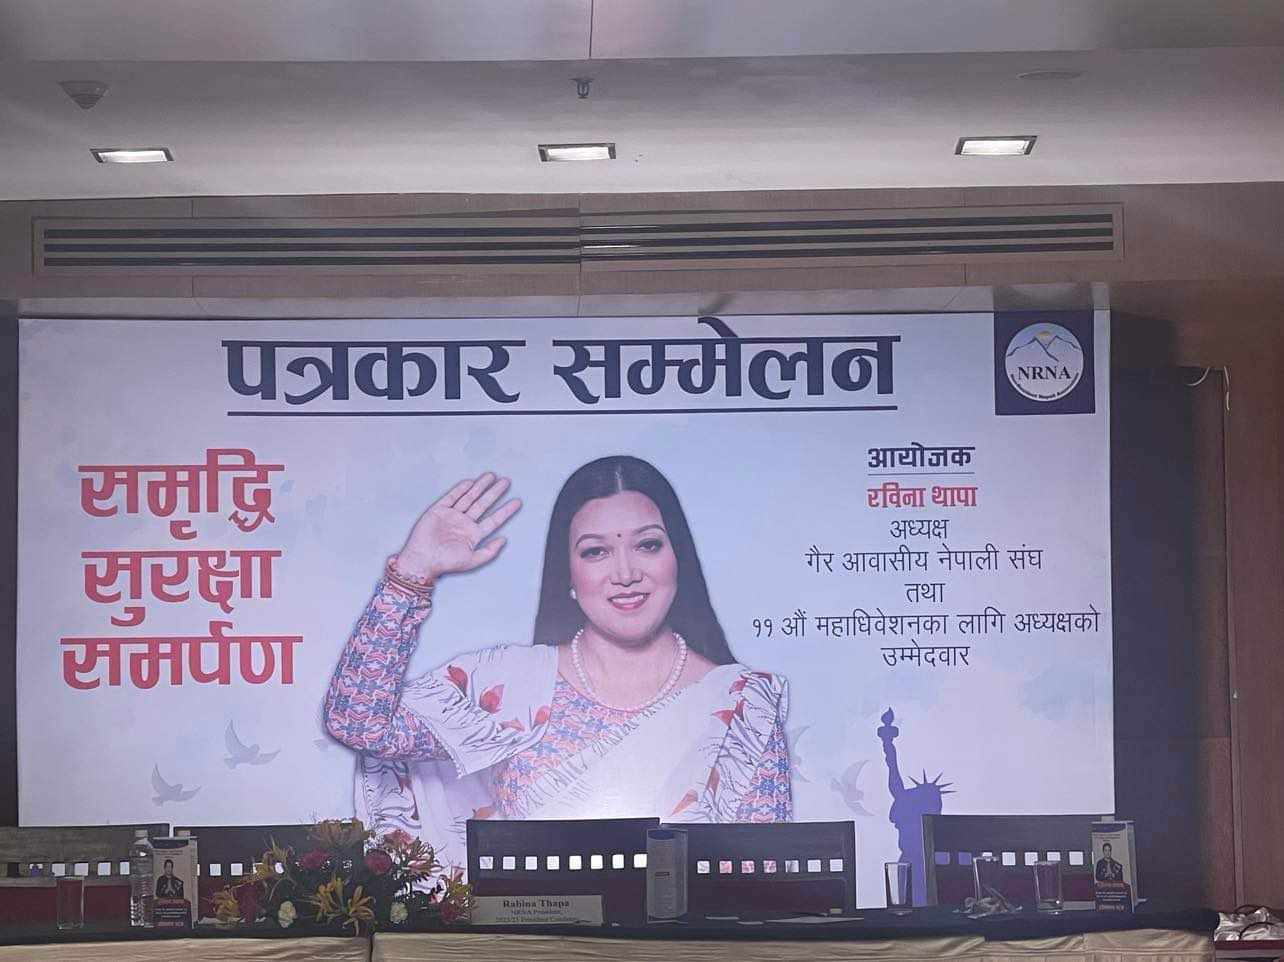 पत्रकार सम्मेलन
NRNA
समृद्धि
सुरक्षा
समर्पण
आयोजक
रविना थापा
अध्यक्ष
गैर आवासीय नेपाली संघ
तथा
११ औं महाधिवेशनका लागि अध्यक्षको
उम्मेदवार
Rabina Thapa
NRNA President,